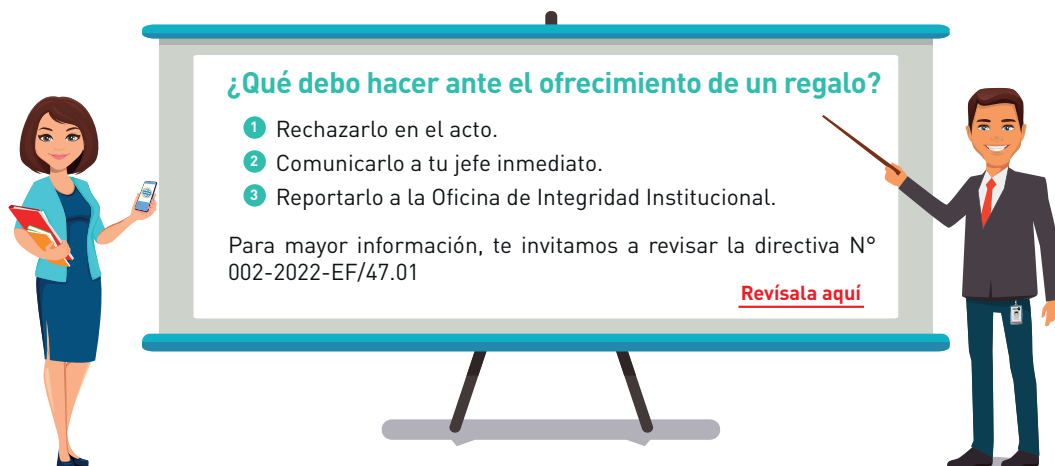 ¿Qué debo hacer ante el ofrecimiento de un regalo?
1 Rechazarlo en el acto.
2 Comunicarlo a tu jefe inmediato.
3 Reportarlo a la Oficina de Integridad Institucional.
Para mayor información, te invitamos a revisar la directiva N°
002-2022-EF/47.01
Revísala aquí